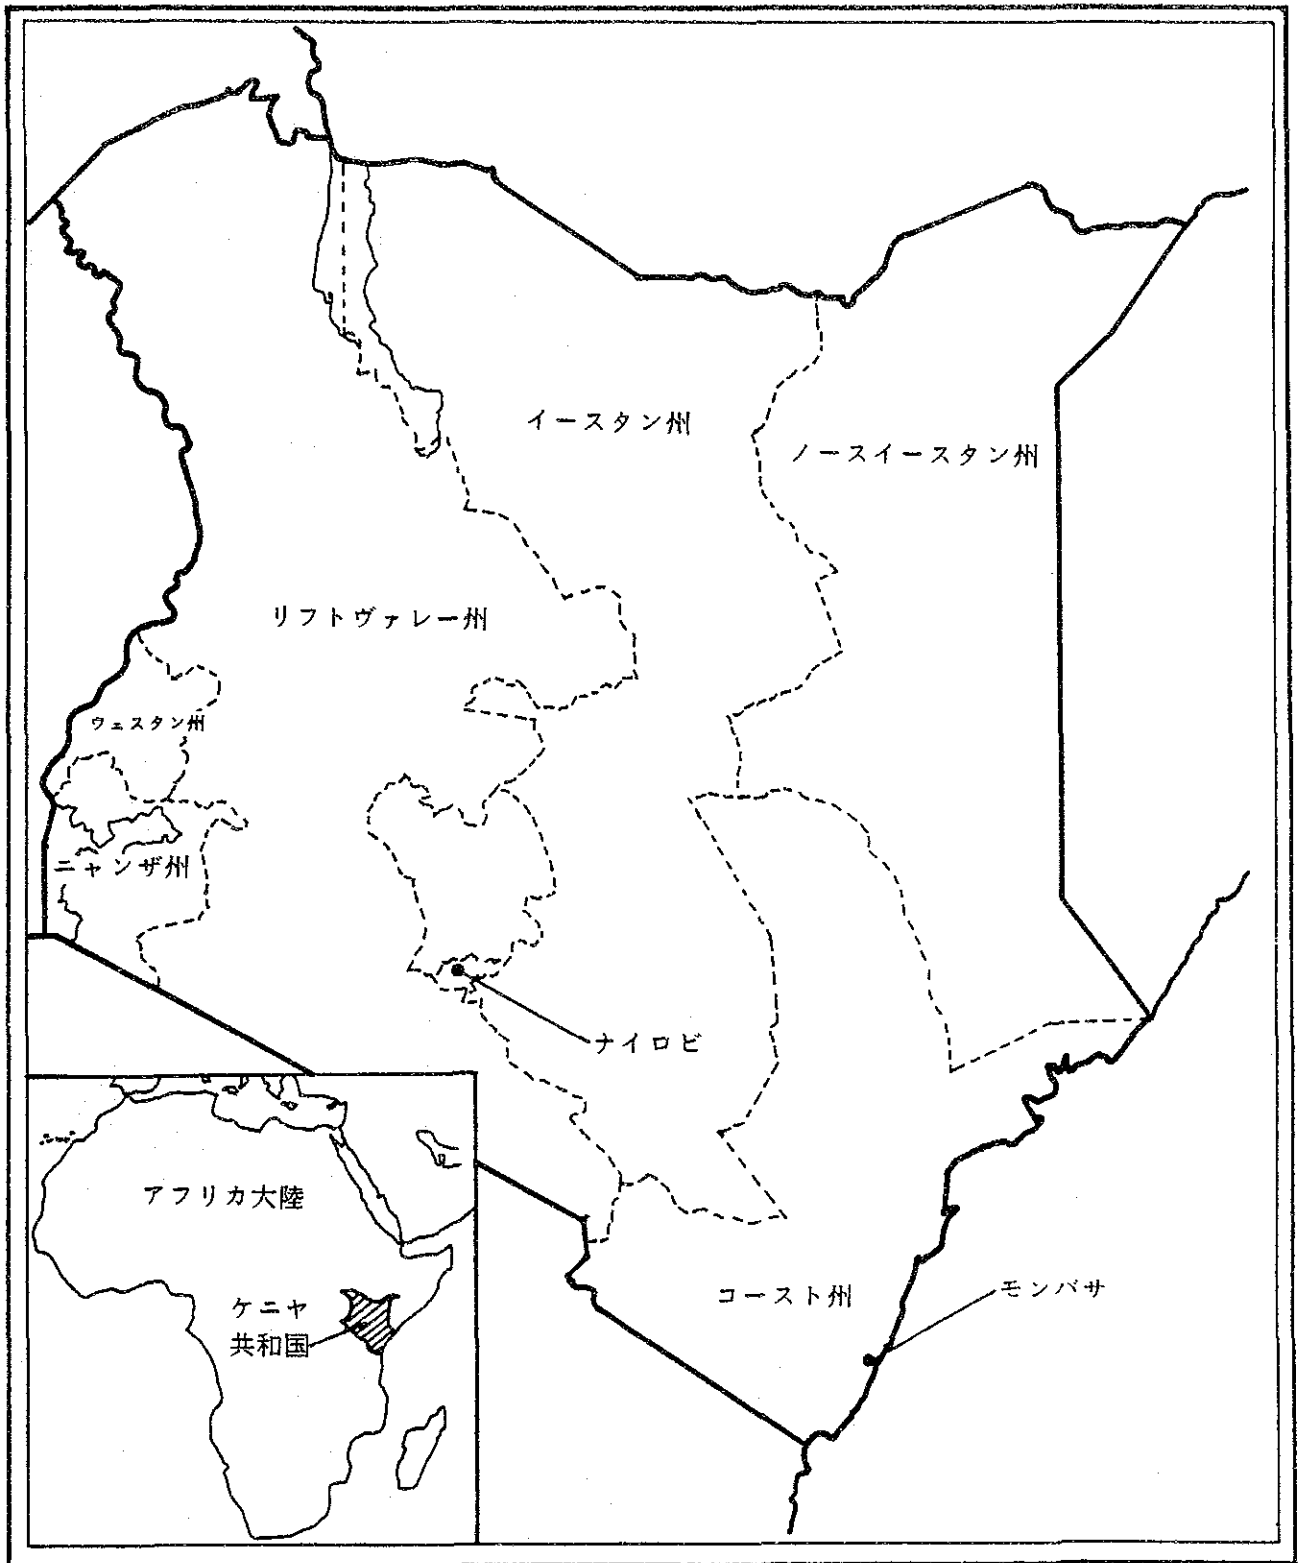 イースタン州
ノースイースタン州
リフトヴァレー州
ウェスタン州
ニャンザ州
ナイロビ
アフリカ大陸
ケニヤ
共和国
コースト州
モンバサ